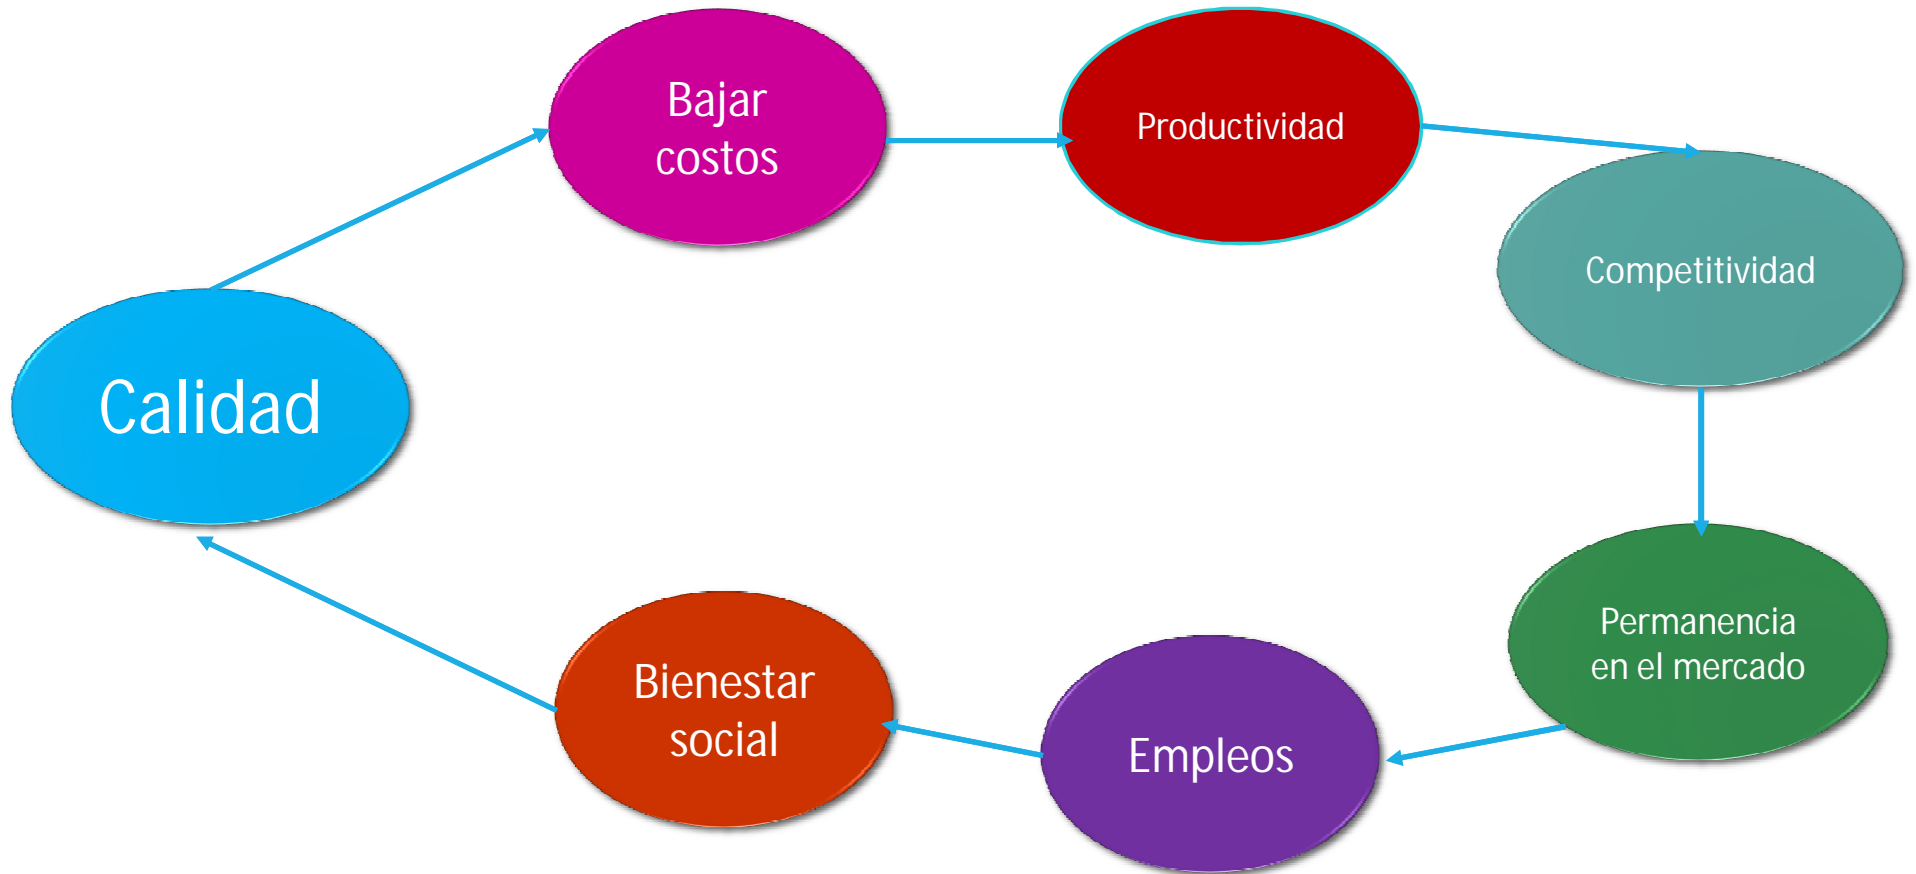 Bajar
costos
Productividad
Competitividad
Calidad
Permanencia
en el mercado
Bienestar
social
Empleos